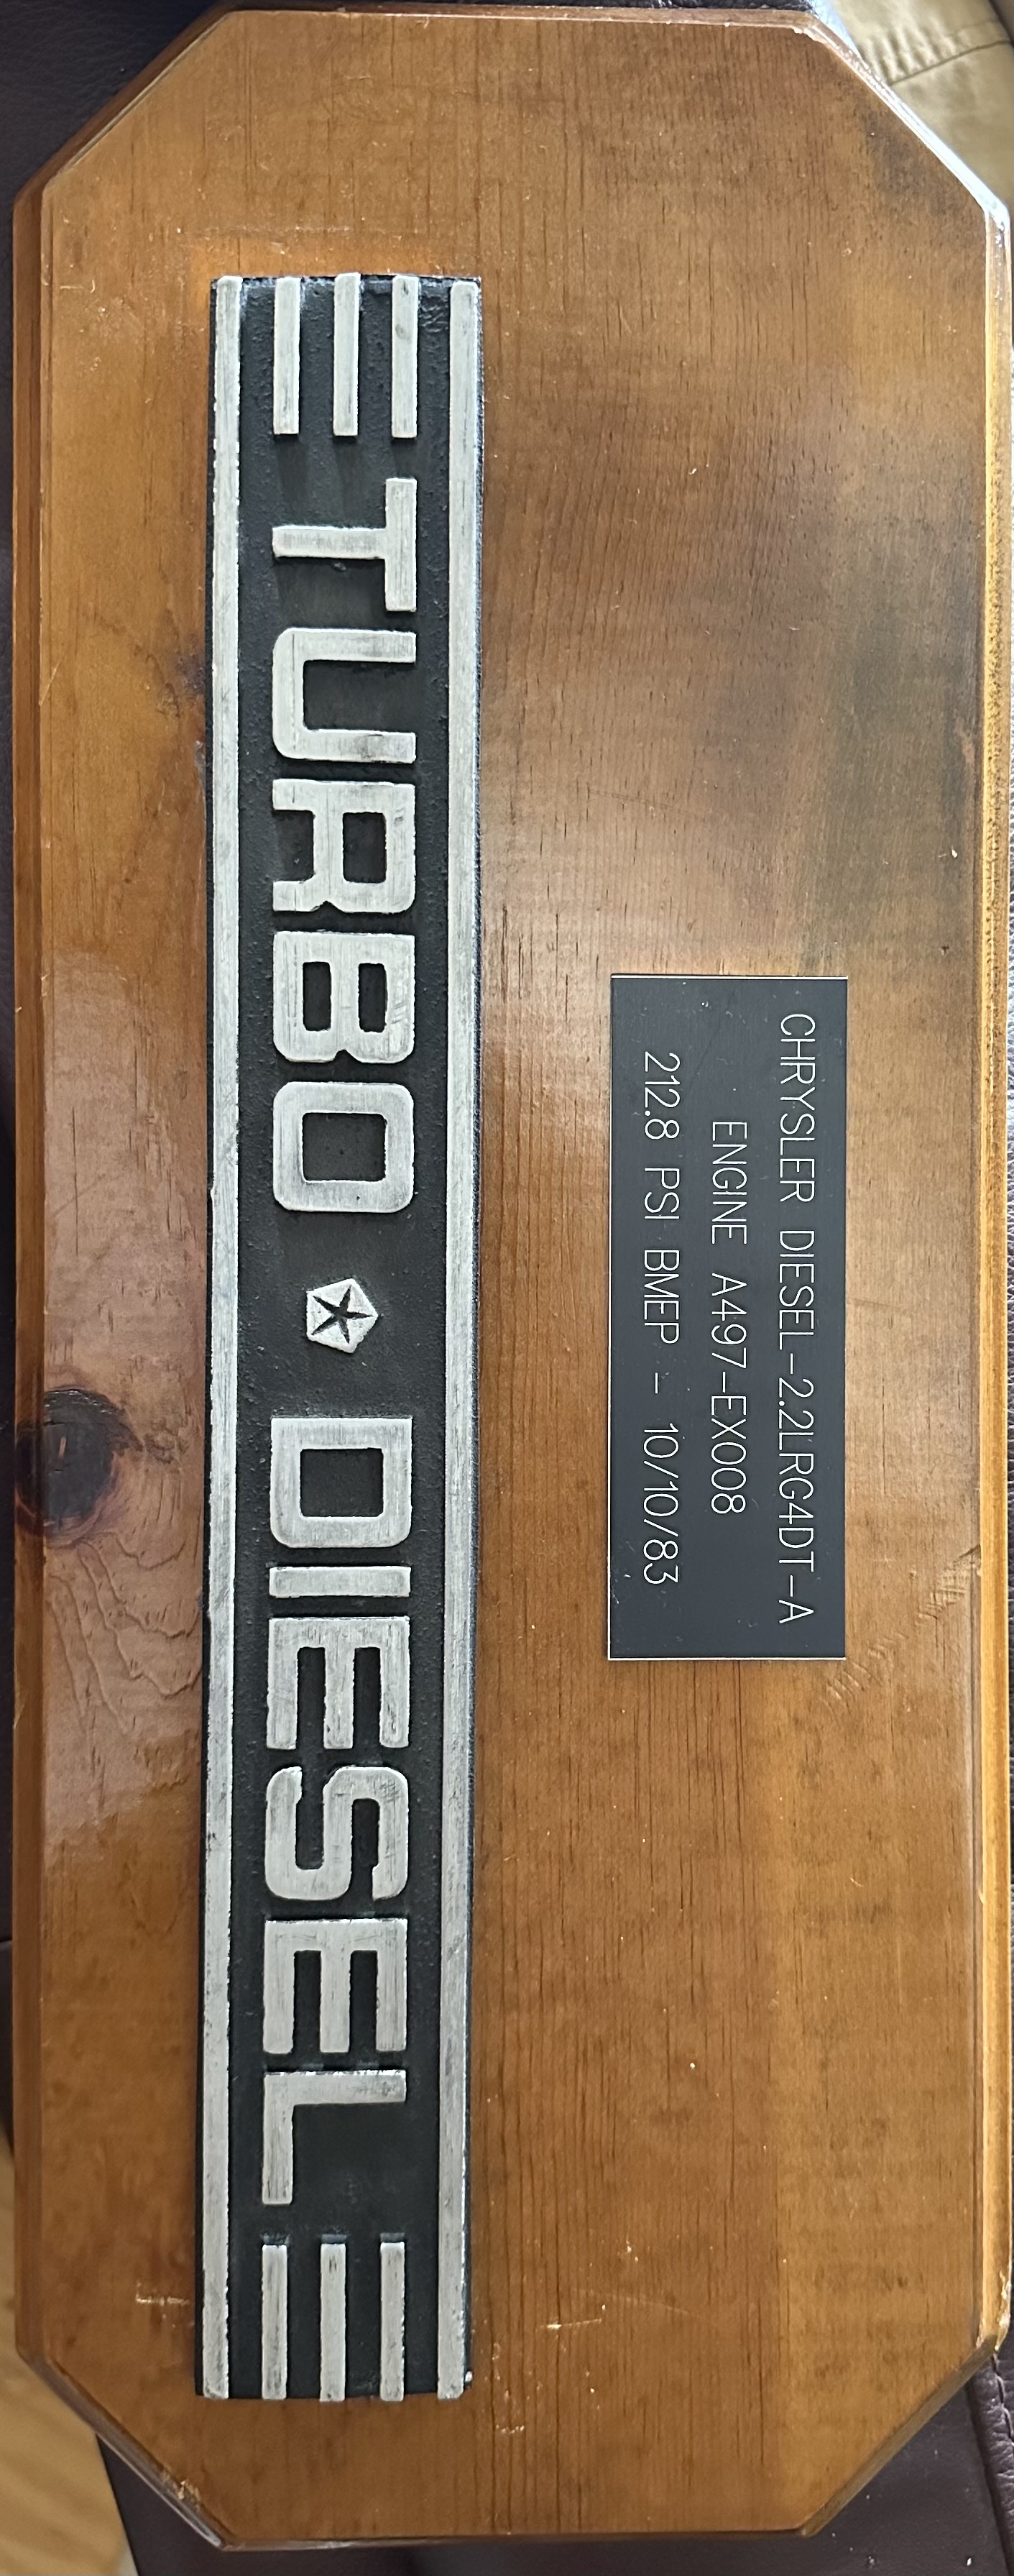 CHRYSLER DIESEL-2.2LRG4DT-A
ENGINE A497-EX008
212.8 PSI BMEP - 10/10/83
TURBO DIESEL